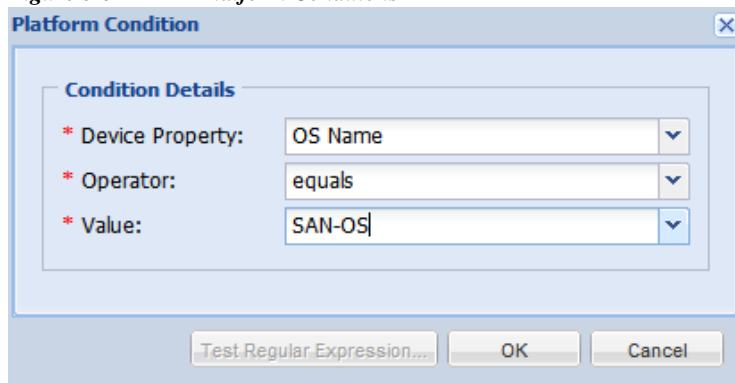 Platform Condition
Condition Details
* Device Property: OS Name
* Operator: equals
* Value: SAN-OS
Test Regular Expression... OK Cancel